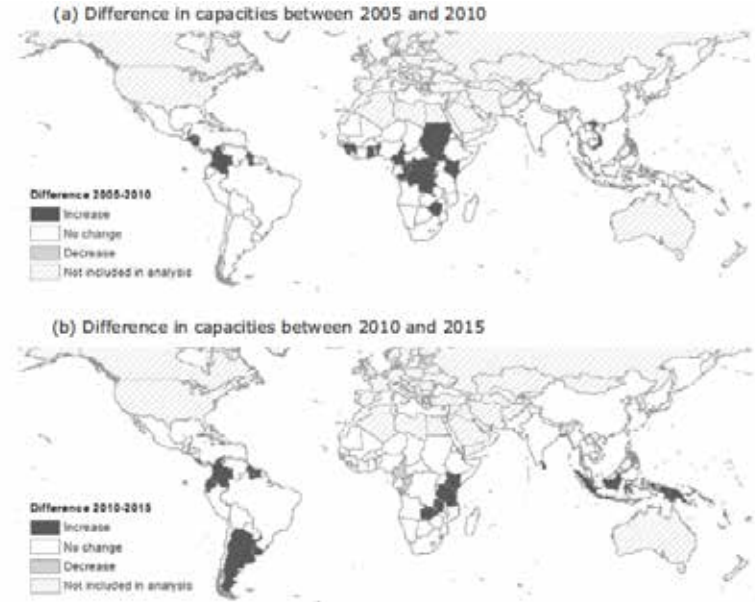 (a) Difference in capacities between 2005 and 2010
Difference 2005-2010
Increase
No change
Decrease
Not included in analysis
(b) Difference in capacities between 2010 and 2015
Difference 2010-2015
Increase
No change
Decrease
Not included in analysis